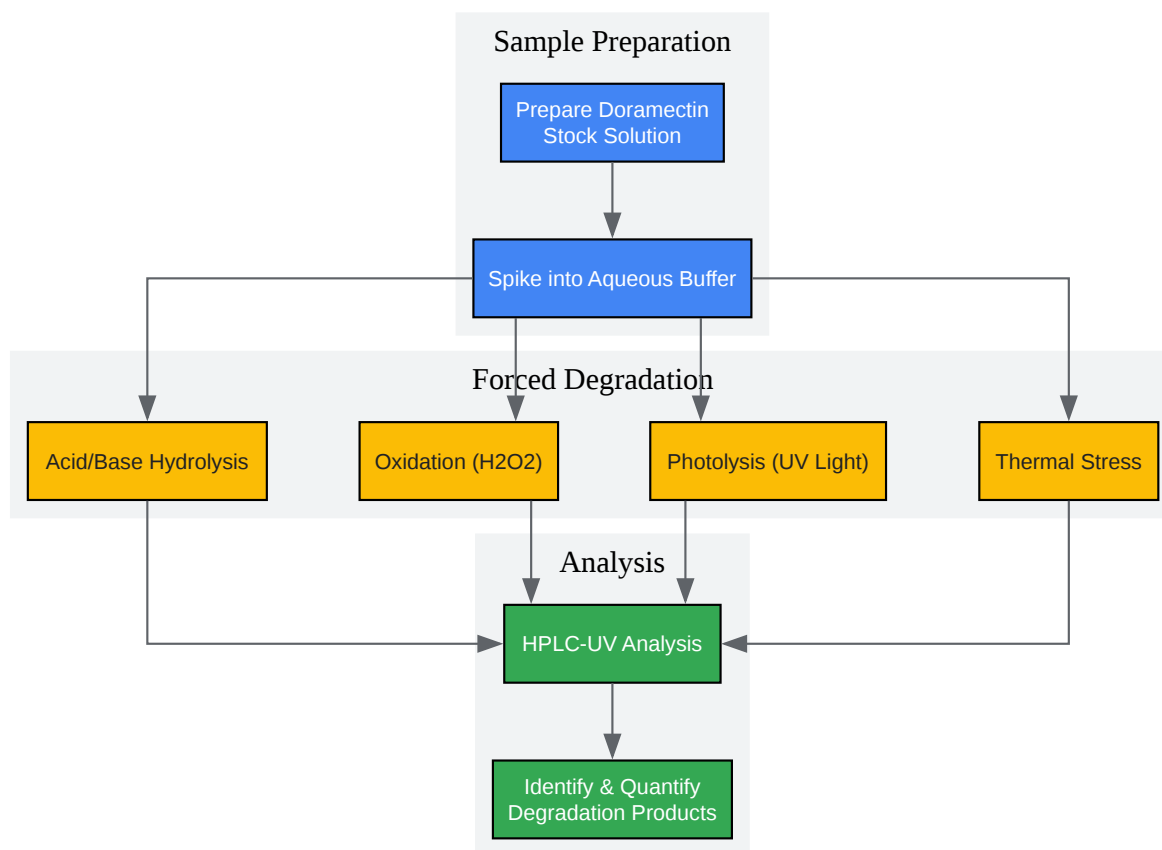 Sample Preparation
Prepare Doramectin
Stock Solution
Spike into Aqueous Buffer
Forced Degradation
Acid/Base Hydrolysis
Oxidation (H2O2)
Photolysis (UV Light)
Thermal Stress
Analysis
HPLC-UV Analysis
Identify & Quantify
Degradation Products